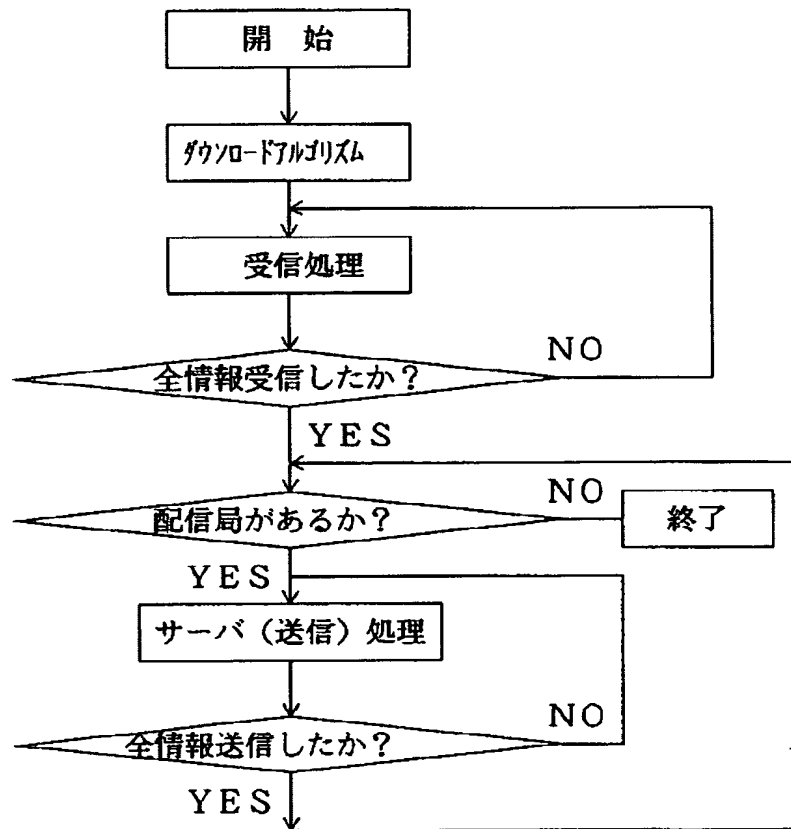 開 始
ﾀﾞｳﾝﾛｰﾄﾞｱﾙｺﾞﾘｽﾞﾑ
受信処理
全情報受信したか？
NO
YES
配信局があるか？
NO
終了
YES
サーバ（送信）処理
全情報送信したか？
NO
YES